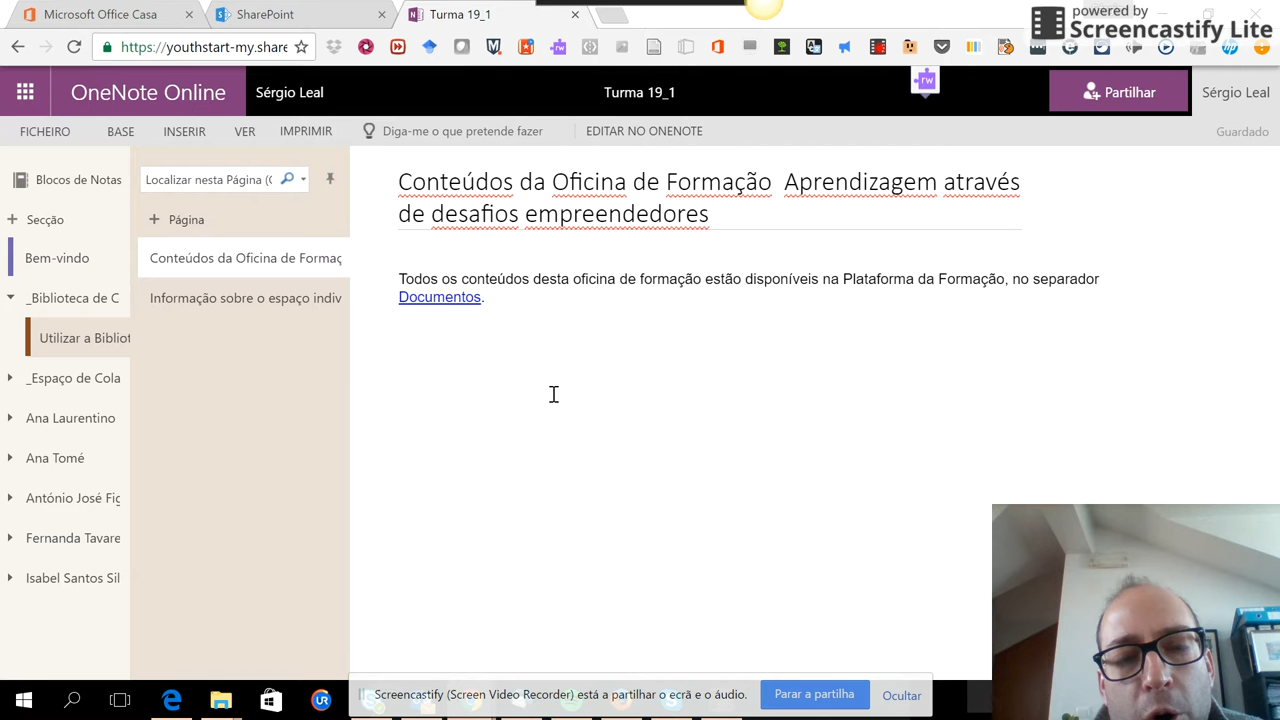 Microsoft Office Casa
SharePoint
Turma 19_1
powered by
Screencastify Lite
https://youthstart-my.share
rw
OneNote Online
Sérgio Leal
Turma 19_1
Partilhar
Sérgio Leal
FICHEIRO
BASE
INSERIR
VER
IMPRIMIR
Diga-me o que pretende fazer
EDITAR NO ONENOTE
Guardado
Blocos de Notas
Localizar nesta Página (C
Secção
Página
Bem-vindo
Conteúdos da Oficina de Formaç
_Biblioteca de C
Informação sobre o espaço indiv
Utilizar a Bibliot
_Espaço de Cola
Ana Laurentino
Ana Tomé
António José Fig
Fernanda Tavare
Isabel Santos Sil
Conteúdos da Oficina de Formação Aprendizagem através
de desafios empreendedores
Todos os conteúdos desta oficina de formação estão disponíveis na Plataforma da Formação, no separador
Documentos.
Screencastify (Screen Video Recorder) está a partilhar o ecrã e o áudio.
Parar a partilha
Ocultar
UR